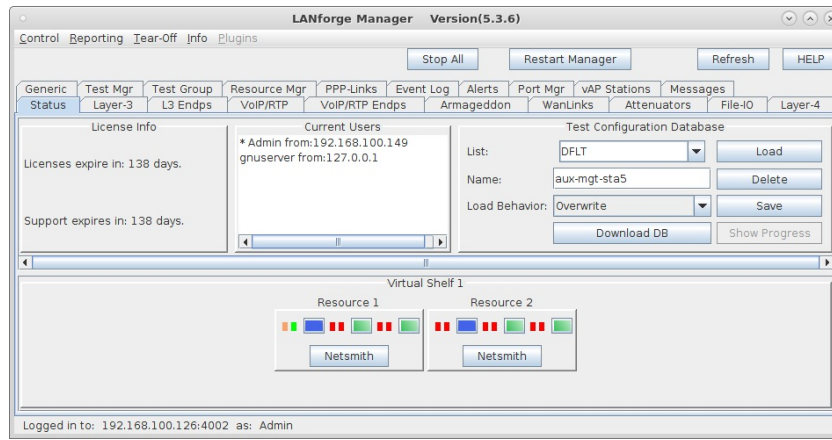 LANforge Manager Version(5.3.6)
Control Reporting Tear-Off Info Plugins
Stop All Restart Manager Refresh HELP
Generic Test Mgr Test Group Resource Mgr PPP-Links Event Log Alerts Port Mgr vAP Stations Messages
Status Layer-3 L3 Endps VoIP/RTP VoIP/RTP Endps Armageddon WanLinks Attenuators File-IO Layer-4
License Info
Licenses expire in: 138 days.
Support expires in: 138 days.
Current Users
* Admin from:192.168.100.149
gnuserver from:127.0.0.1
Test Configuration Database
List: DFLT Load
Name: aux-mgt-sta5 Delete
Load Behavior: Overwrite Save
Download DB Show Progress
Virtual Shelf 1
Resource 1 Resource 2
Netsmith Netsmith
Logged in to: 192.168.100.126:4002 as: Admin